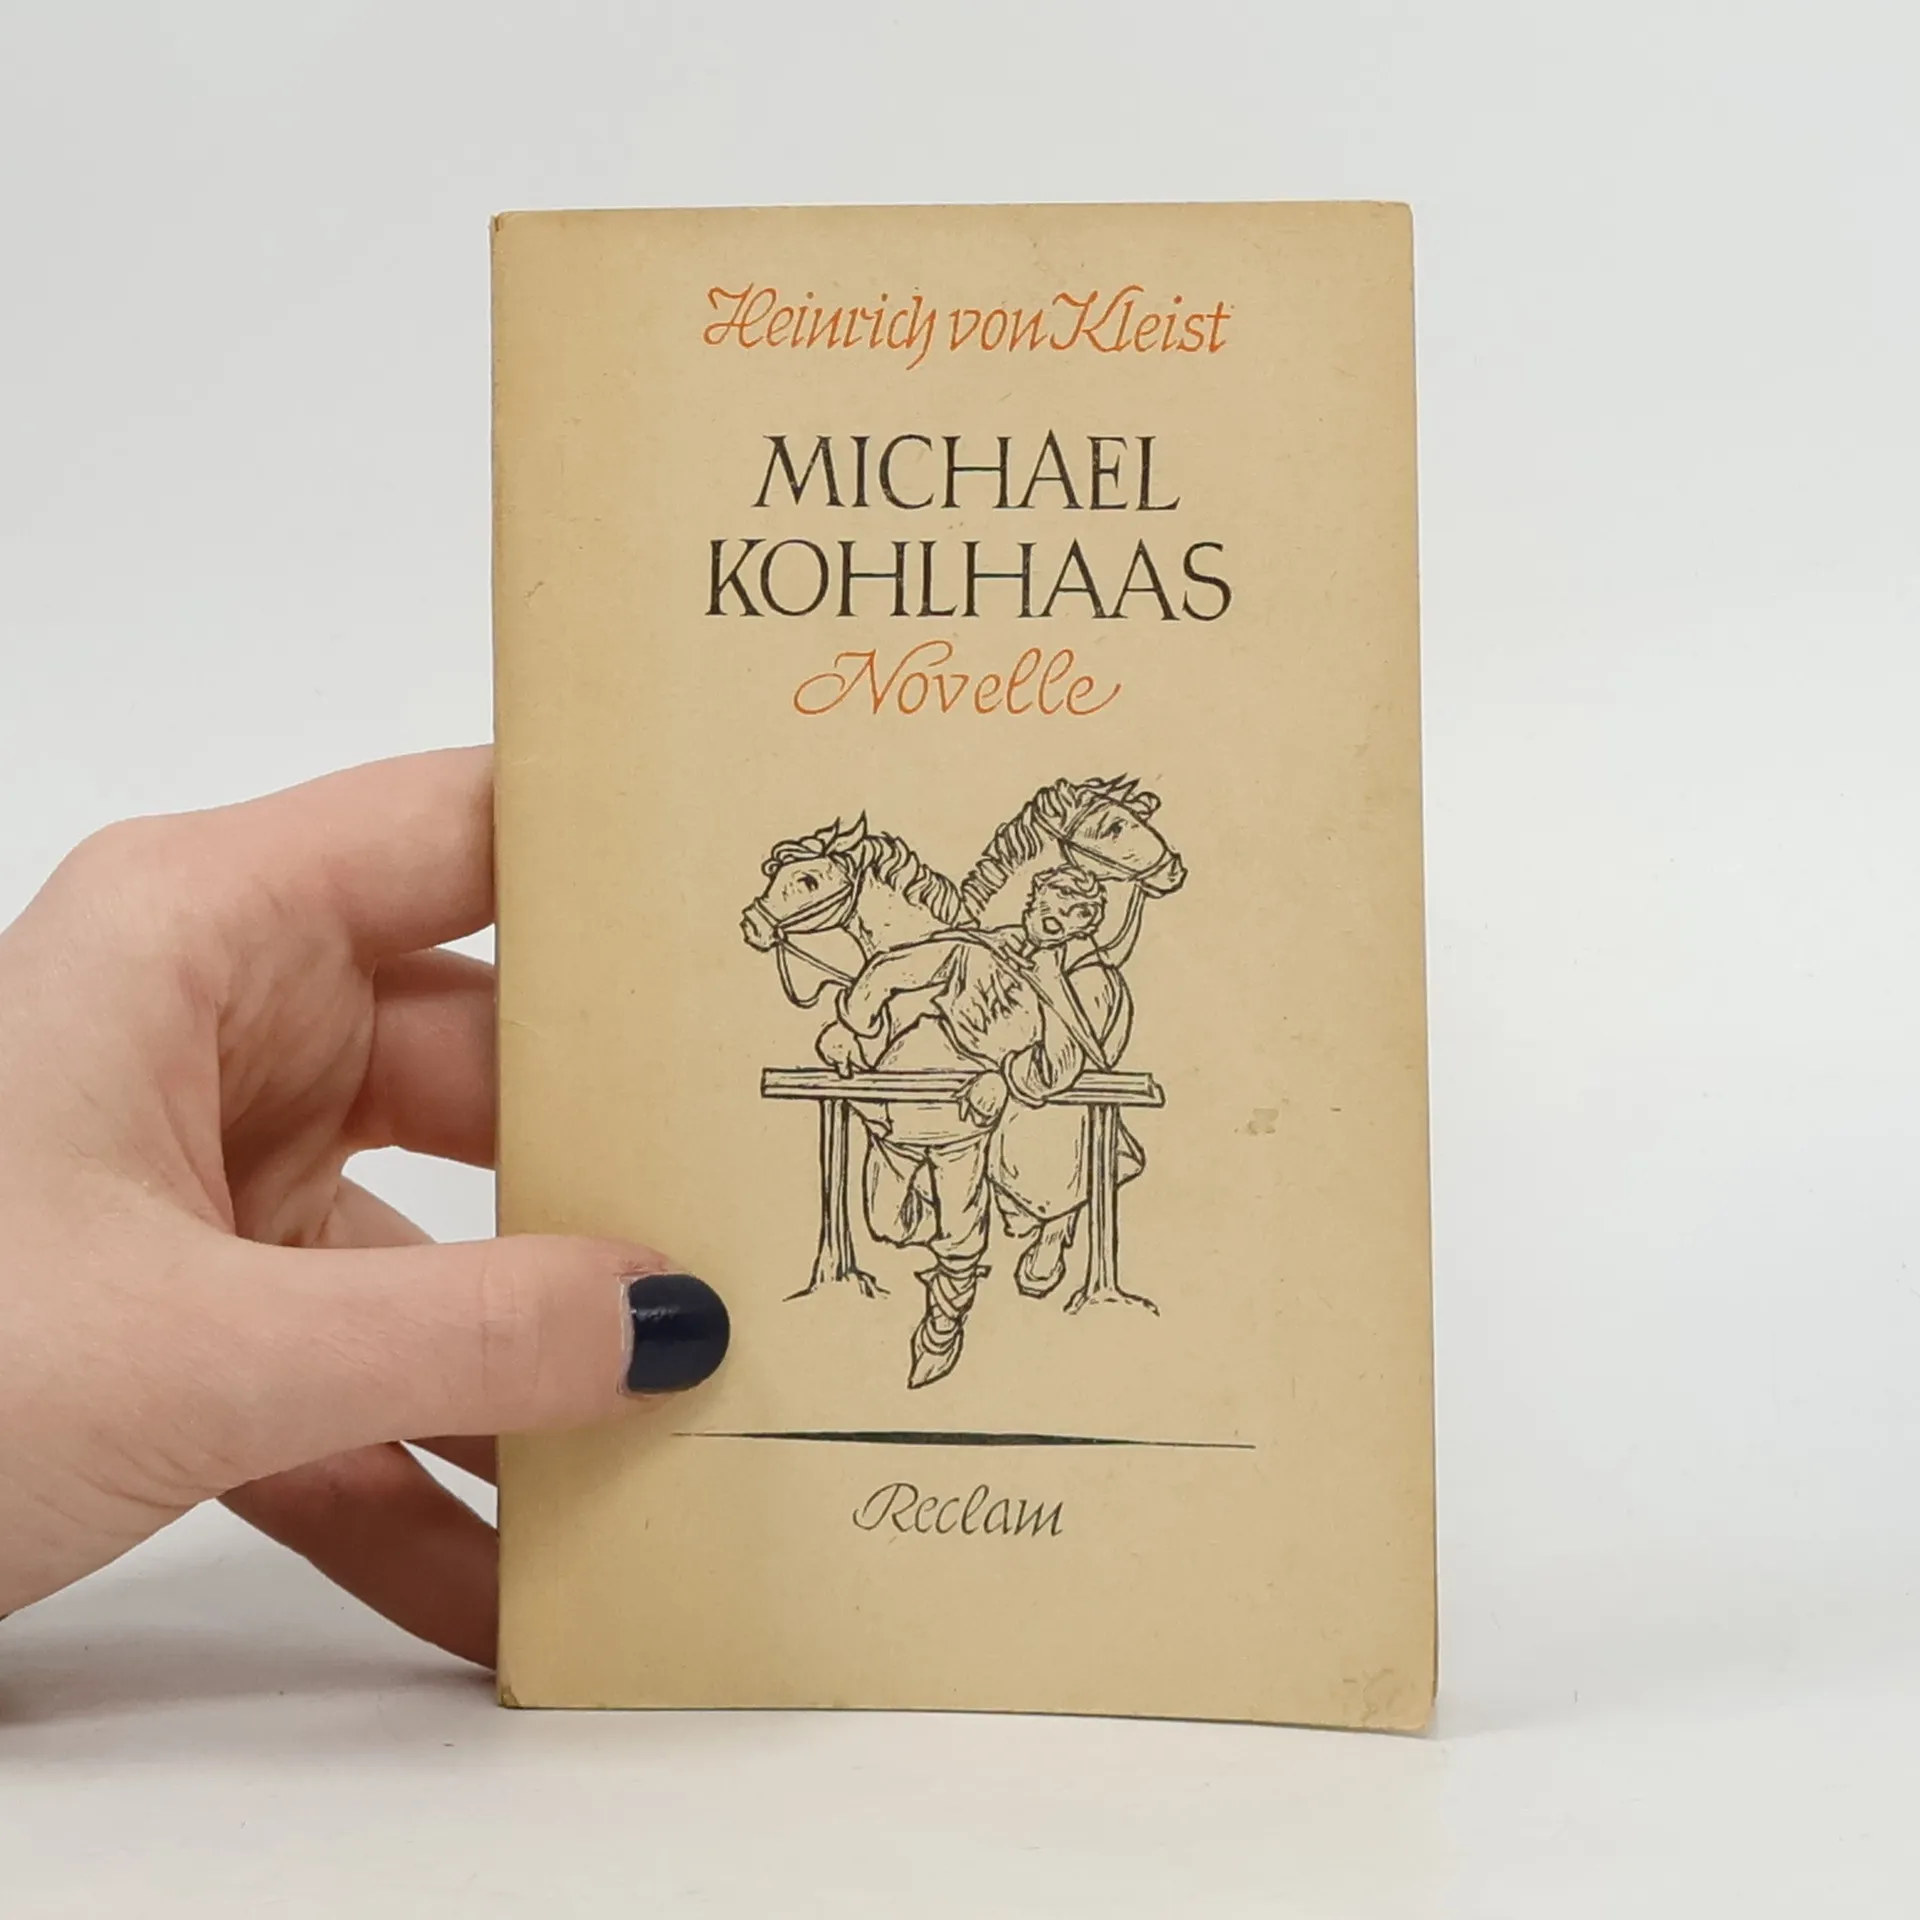 Heinrich von Kleist
MICHAEL
KOHLHAAS
Novelle
Reclam